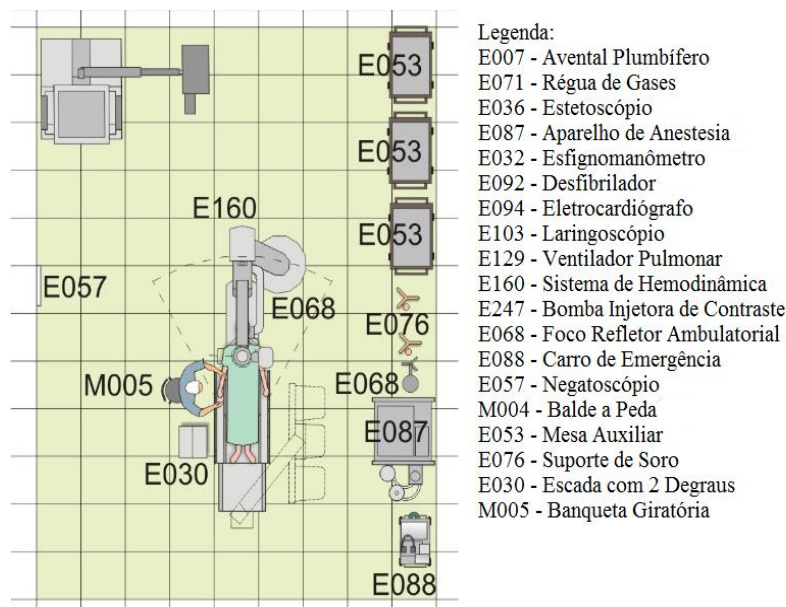 E053
E053
E160
E053
E057
E068
E076
M005
E068
E087
E030
E088
Legenda:
E007 - Avental Plumbífero
E071 - Régua de Gases
E036 - Estetoscópio
E087 - Aparelho de Anestesia
E032 - Esfignomanômetro
E092 - Desfibrilador
E094 - Eletrocardiógrafo
E103 - Laringoscópio
E129 - Ventilador Pulmonar
E160 - Sistema de Hemodinâmica
E247 - Bomba Injetora de Contraste
E068 - Foco Refletor Ambulatorial
E088 - Carro de Emergência
E057 - Negatoscópio
M004 - Balde a Peda
E053 - Mesa Auxiliar
E076 - Suporte de Soro
E030 - Escada com 2 Degraus
M005 - Banqueta Giratória